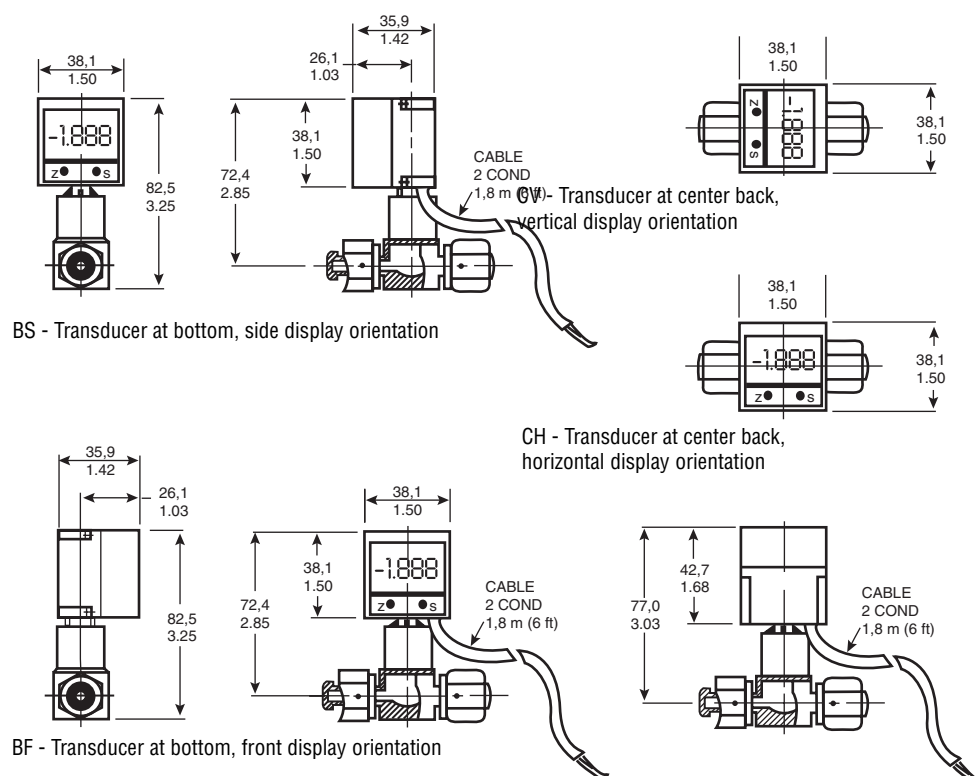 38,1
1.50
-1.888
Z S
82,5
3.25
35,9
1.42
26,1
1.03
72,4
2.85
38,1
1.50
CABLE
2 COND
1,8 m (6 ft)
BS - Transducer at bottom, side display orientation
38,1
1.50
-1.888
Z
S
38,1
1.50
CV - Transducer at center back,
vertical display orientation
38,1
1.50
-1.888
Z S
38,1
1.50
CH - Transducer at center back,
horizontal display orientation
35,9
1.42
26,1
1.03
82,5
3.25
38,1
1.50
72,4
2.85
38,1
1.50
-1.888
Z S
CABLE
2 COND
1,8 m (6 ft)
BF - Transducer at bottom, front display orientation
77,0
3.03
42,7
1.68
CABLE
2 COND
1,8 m (6 ft)